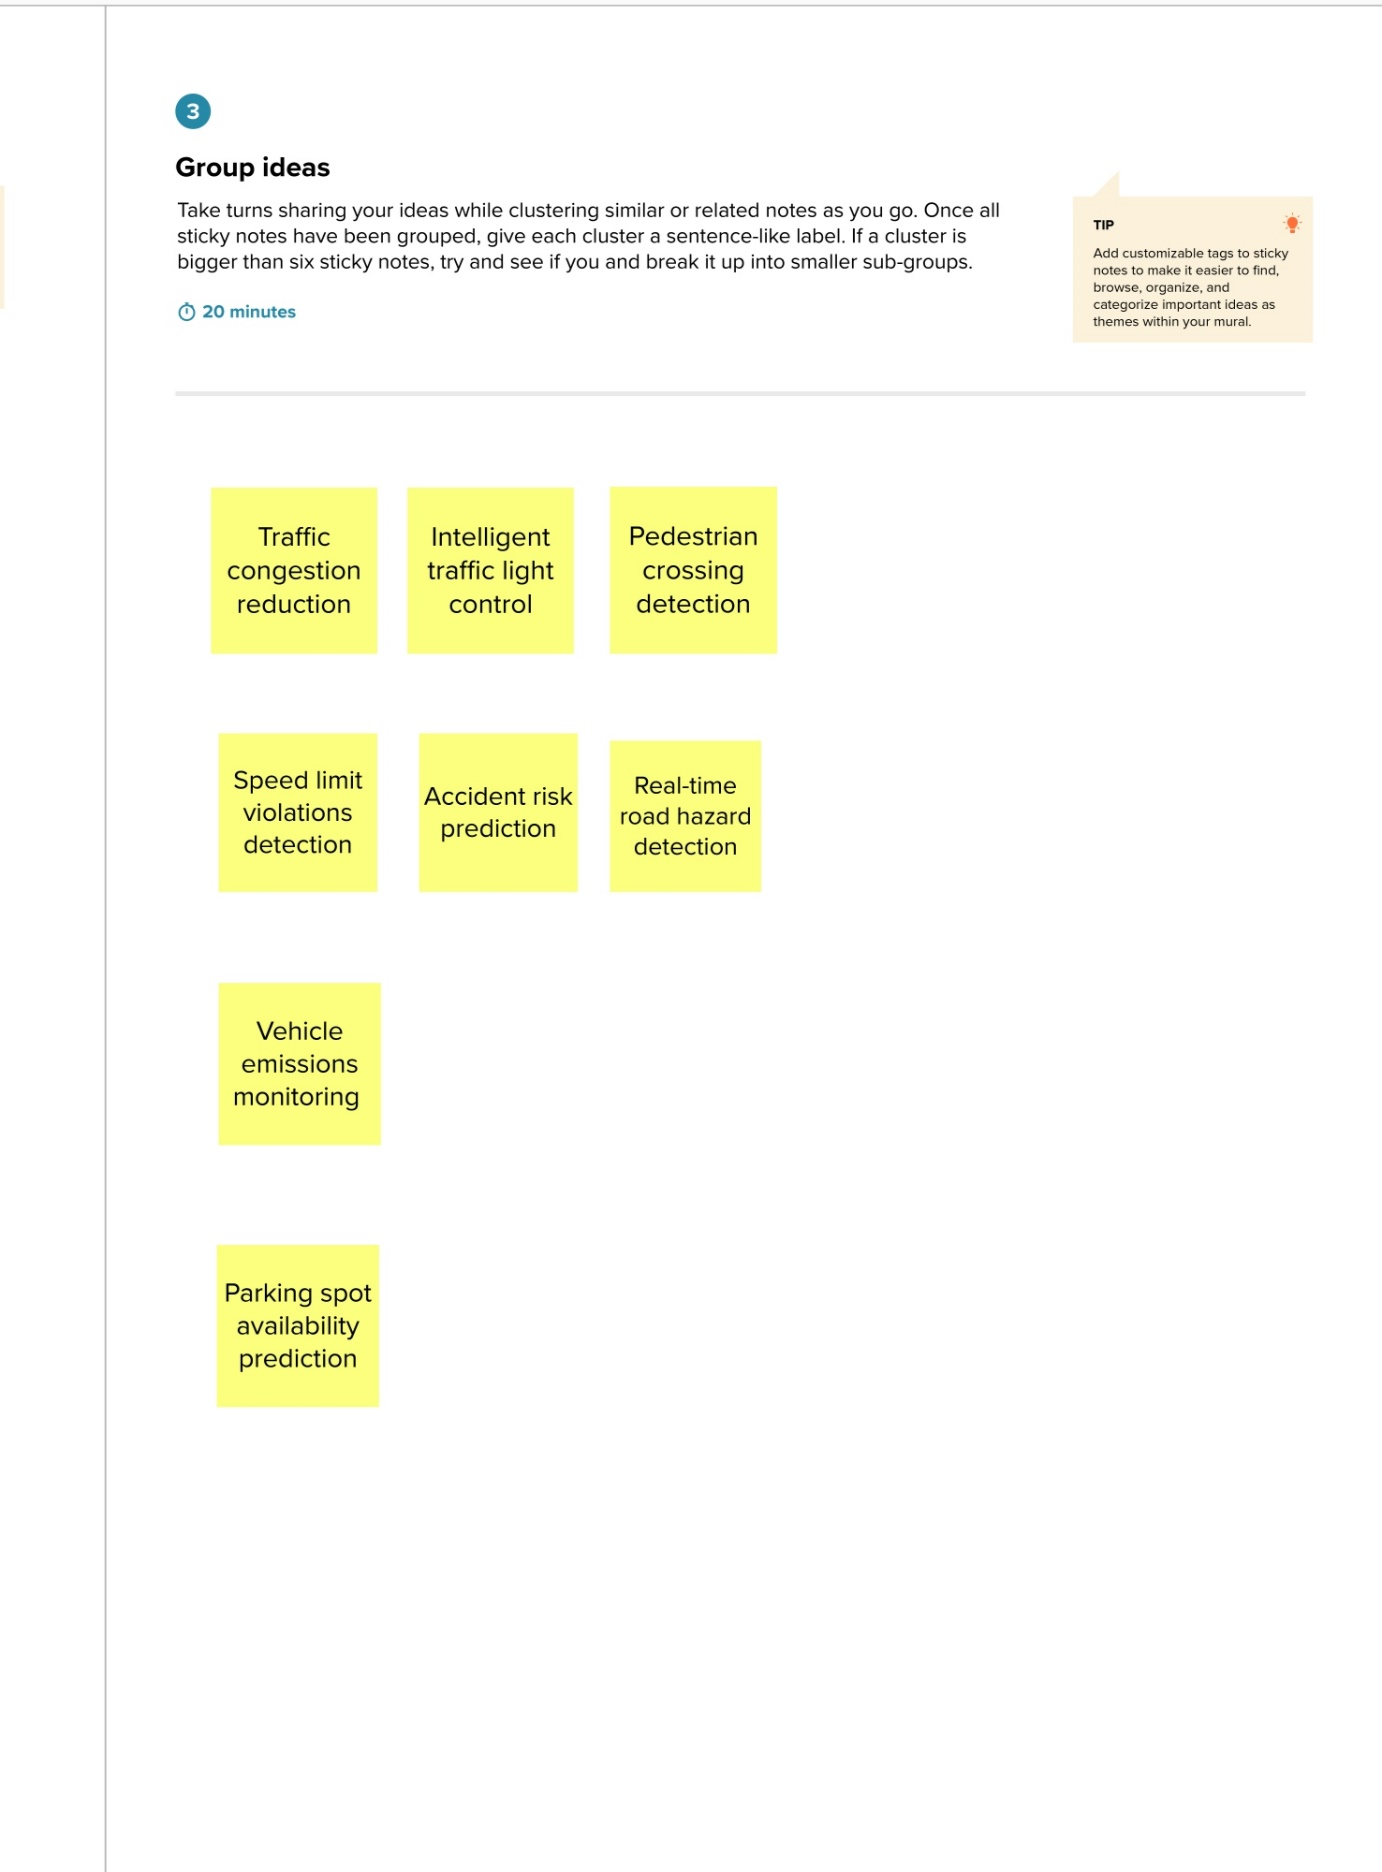 3
Group ideas
Take turns sharing your ideas while clustering similar or related notes as you go. Once all
sticky notes have been grouped, give each cluster a sentence-like label. If a cluster is
bigger than six sticky notes, try and see if you and break it up into smaller sub-groups.
20 minutes
TIP
Add customizable tags to sticky
notes to make it easier to find,
browse, organize, and
categorize important ideas as
themes within your mural.
Traffic
congestion
reduction
Intelligent
traffic light
control
Pedestrian
crossing
detection
Speed limit
violations
detection
Accident risk
prediction
Real-time
road hazard
detection
Vehicle
emissions
monitoring
Parking spot
availability
prediction